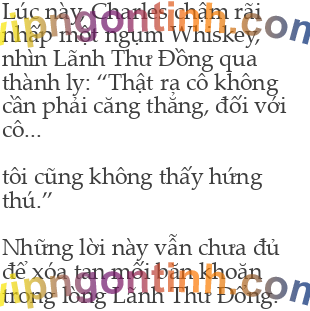 Lúc này, Charles chậm rãi
nhấp một ngụm Whiskey,
nhìn Lãnh Thư Đồng qua
thành ly: “Thật ra cô không
cần phải căng thẳng, đối với
cô...
tôi cũng không thấy hứng
thú.”
Những lời này vẫn chưa đủ
để xóa tan mối băn khoăn
trong lòng Lãnh Thư Đồng.
vipngontinh.com
vipngontinh.com